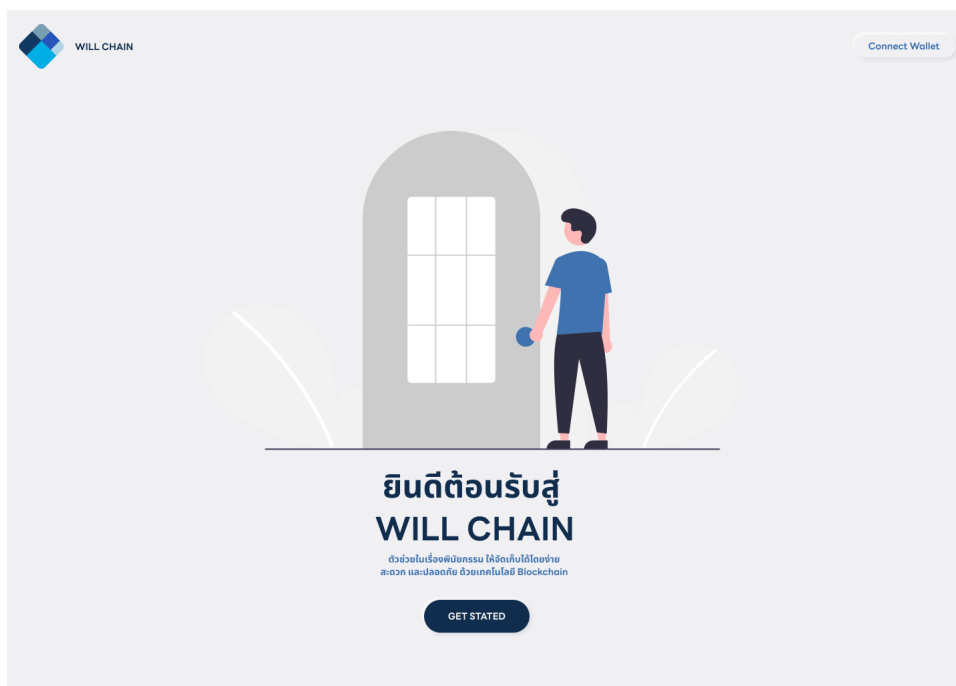 WILL CHAIN
Connect Wallet
ยินดีต้อนรับสู่
WILL CHAIN
ตัวช่วยในเรื่องพินัยกรรม ให้จัดเก็บได้โดยง่าย
สะดวก และปลอดภัย ด้วยเทคโนโลยี Blockchain
GET STATED